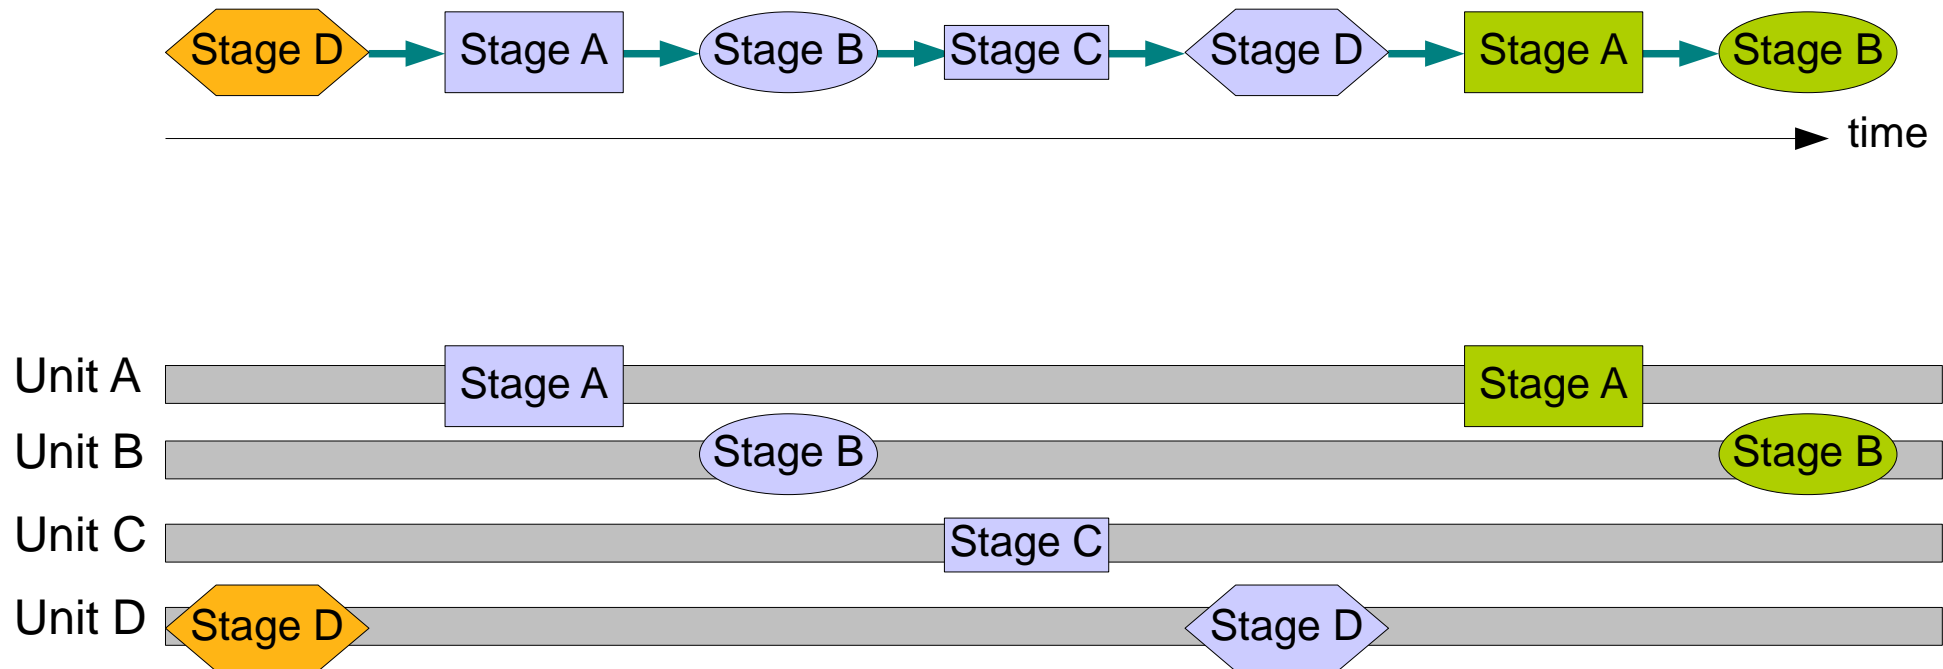 Stage D Stage A Stage B Stage C Stage D Stage A Stage B
time
Unit A Stage A Stage A
Unit B Stage B Stage B
Unit C Stage C
Unit D Stage D Stage D